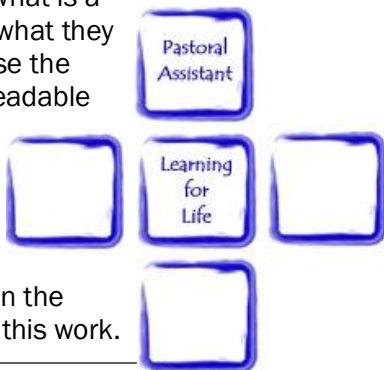 what is a
what they
se the
eadable
Pastoral
Assistant
Learning
for
Life
n the
this work.